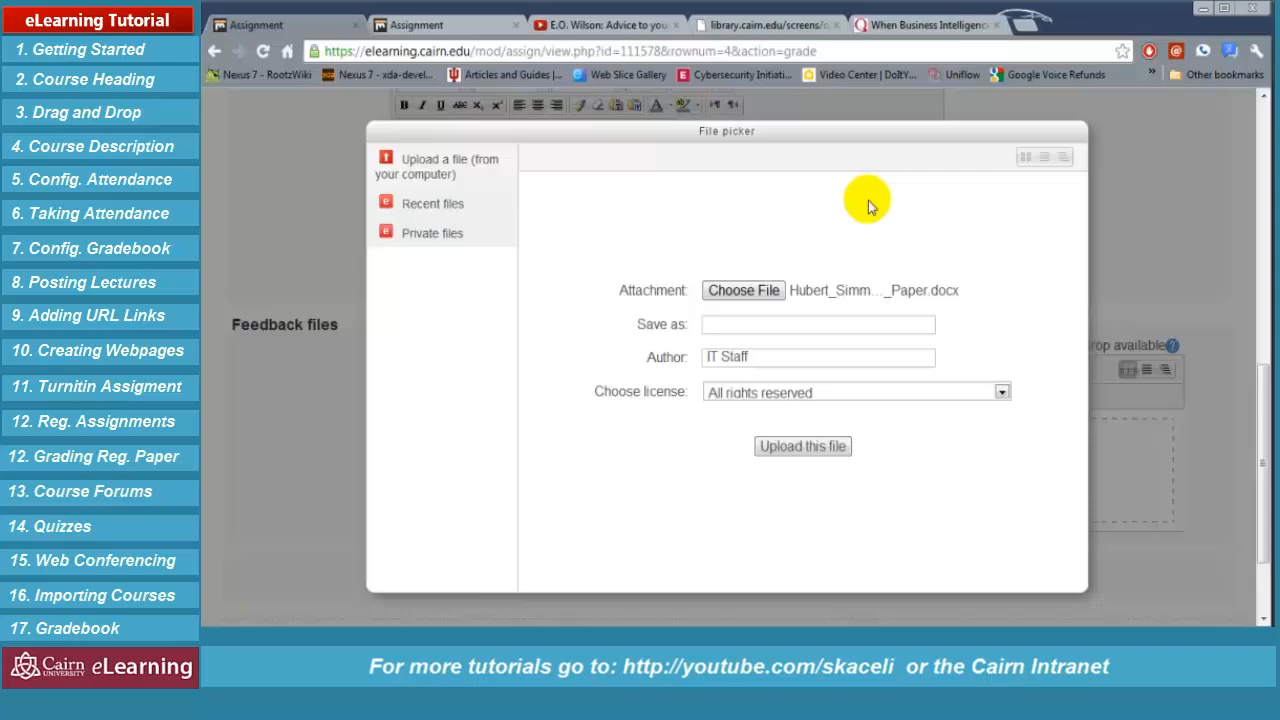 eLearning Tutorial
1. Getting Started
2. Course Heading
3. Drag and Drop
4. Course Description
5. Config. Attendance
6. Taking Attendance
7. Config. Gradebook
8. Posting Lectures
9. Adding URL Links
10. Creating Webpages
11. Turnitin Assigment
12. Reg. Assignments
12. Grading Reg. Paper
13. Course Forums
14. Quizzes
15. Web Conferencing
16. Importing Courses
17. Gradebook
Cairn UNIVERSITY eLearning
Assignment Assignment E.O. Wilson: Advice to you library.cairn.edu/screens/ When Business Intelligenc
https://elearning.cairn.edu/mod/assign/view.php?id=111578&rownum=4&action=grade
Nexus 7 - RootzWiki Nexus 7 - xda-devel... Articles and Guides |... Web Slice Gallery Cybersecurity Initiati... Video Center | DoITY... Uniflow Google Voice Refunds » Other bookmarks
B I U ABC X₂ X² A
File picker
Upload a file (from
your computer)
Recent files
Private files
Attachment: Choose File Hubert_Simm..._Paper.docx
Save as:
Author: IT Staff
Choose license: All rights reserved
Upload this file
Feedback files
rop available
For more tutorials go to: http://youtube.com/skaceli or the Cairn Intranet